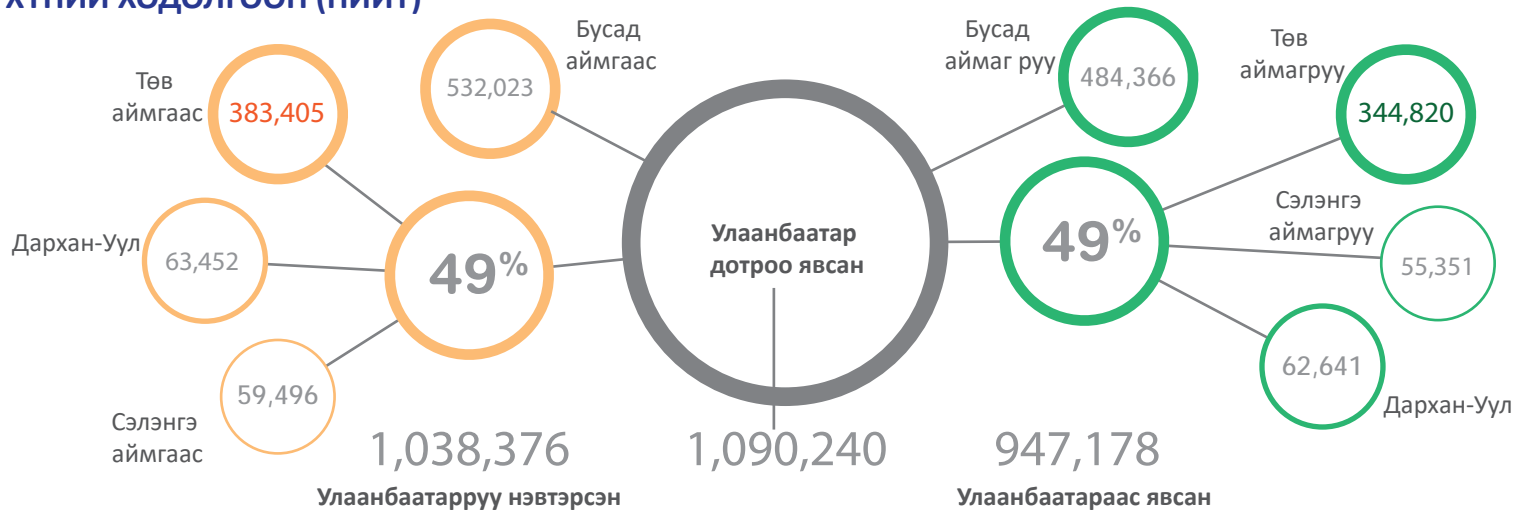 ХӨДӨЛГӨӨН (НИЙТ)
Төв
аймгаас
383,405
Бусад
аймгаас
532,023
Дархан-Уул
63,452
49%
Сэлэнгэ
аймгаас
59,496
1,038,376
Улаанбаатарруу нэвтэрсэн
Улаанбаатар
дотроо явсан
1,090,240
Бусад
аймаг руу
484,366
Төв
аймагруу
344,820
49%
Сэлэнгэ
аймагруу
55,351
62,641
Дархан-Уул
947,178
Улаанбаатараас явсан